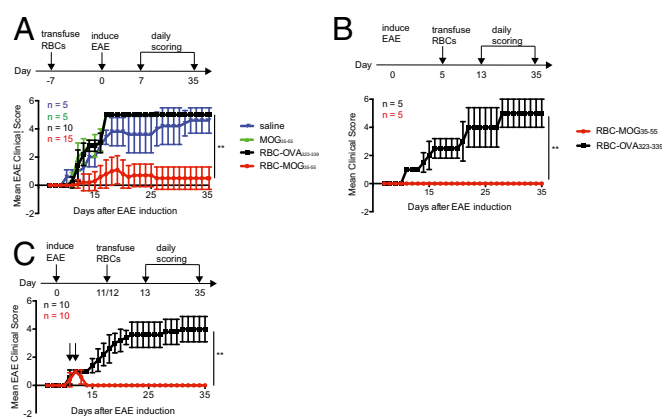 A
transfuse RBCs
induce EAE
daily scoring
Day
-7
0
7
35
n = 5
n = 5
n = 10
n = 15
Mean EAE Clinical Score
6
4
2
0
-2
15
25
35
Days after EAE induction
**
saline
MOG35-55
RBC-OVA323-339
RBC-MOG35-55
B
induce EAE
transfuse RBCs
daily scoring
Day
0
5
13
35
n = 5
n = 5
Mean Clinical Score
6
4
2
0
-2
15
25
35
Days after EAE induction
**
RBC-MOG35-55
RBC-OVA323-339
C
induce EAE
transfuse RBCs
daily scoring
Day
0
11/12
13
35
n = 10
n = 10
Mean EAE Clinical Score
6
4
2
0
-2
15
25
35
Days after EAE induction
**